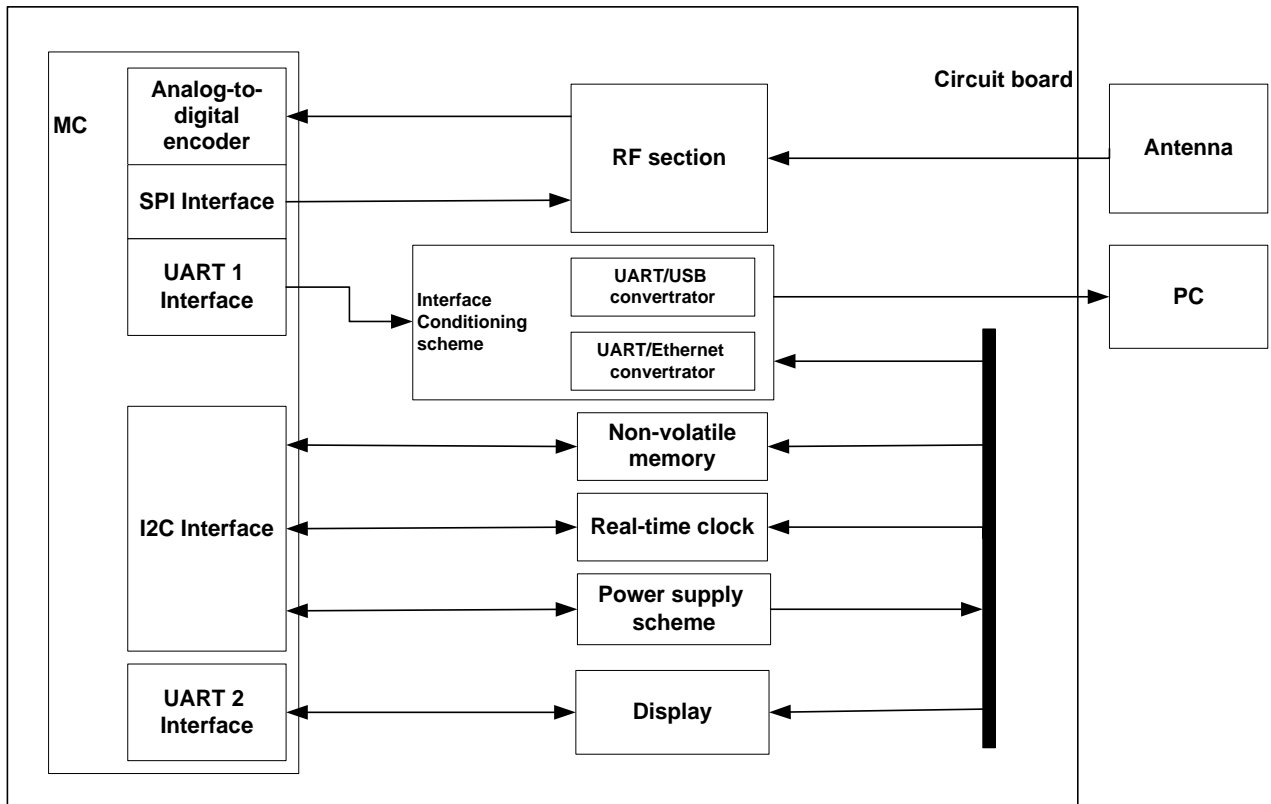 Circuit board
MC
Analog-to-
digital
encoder
SPI Interface
UART 1
Interface
RF section
Antenna
Interface
Conditioning
scheme
UART/USB
convertrator
UART/Ethernet
convertrator
PC
I2C Interface
Non-volatile
memory
Real-time clock
Power supply
scheme
UART 2
Interface
Display